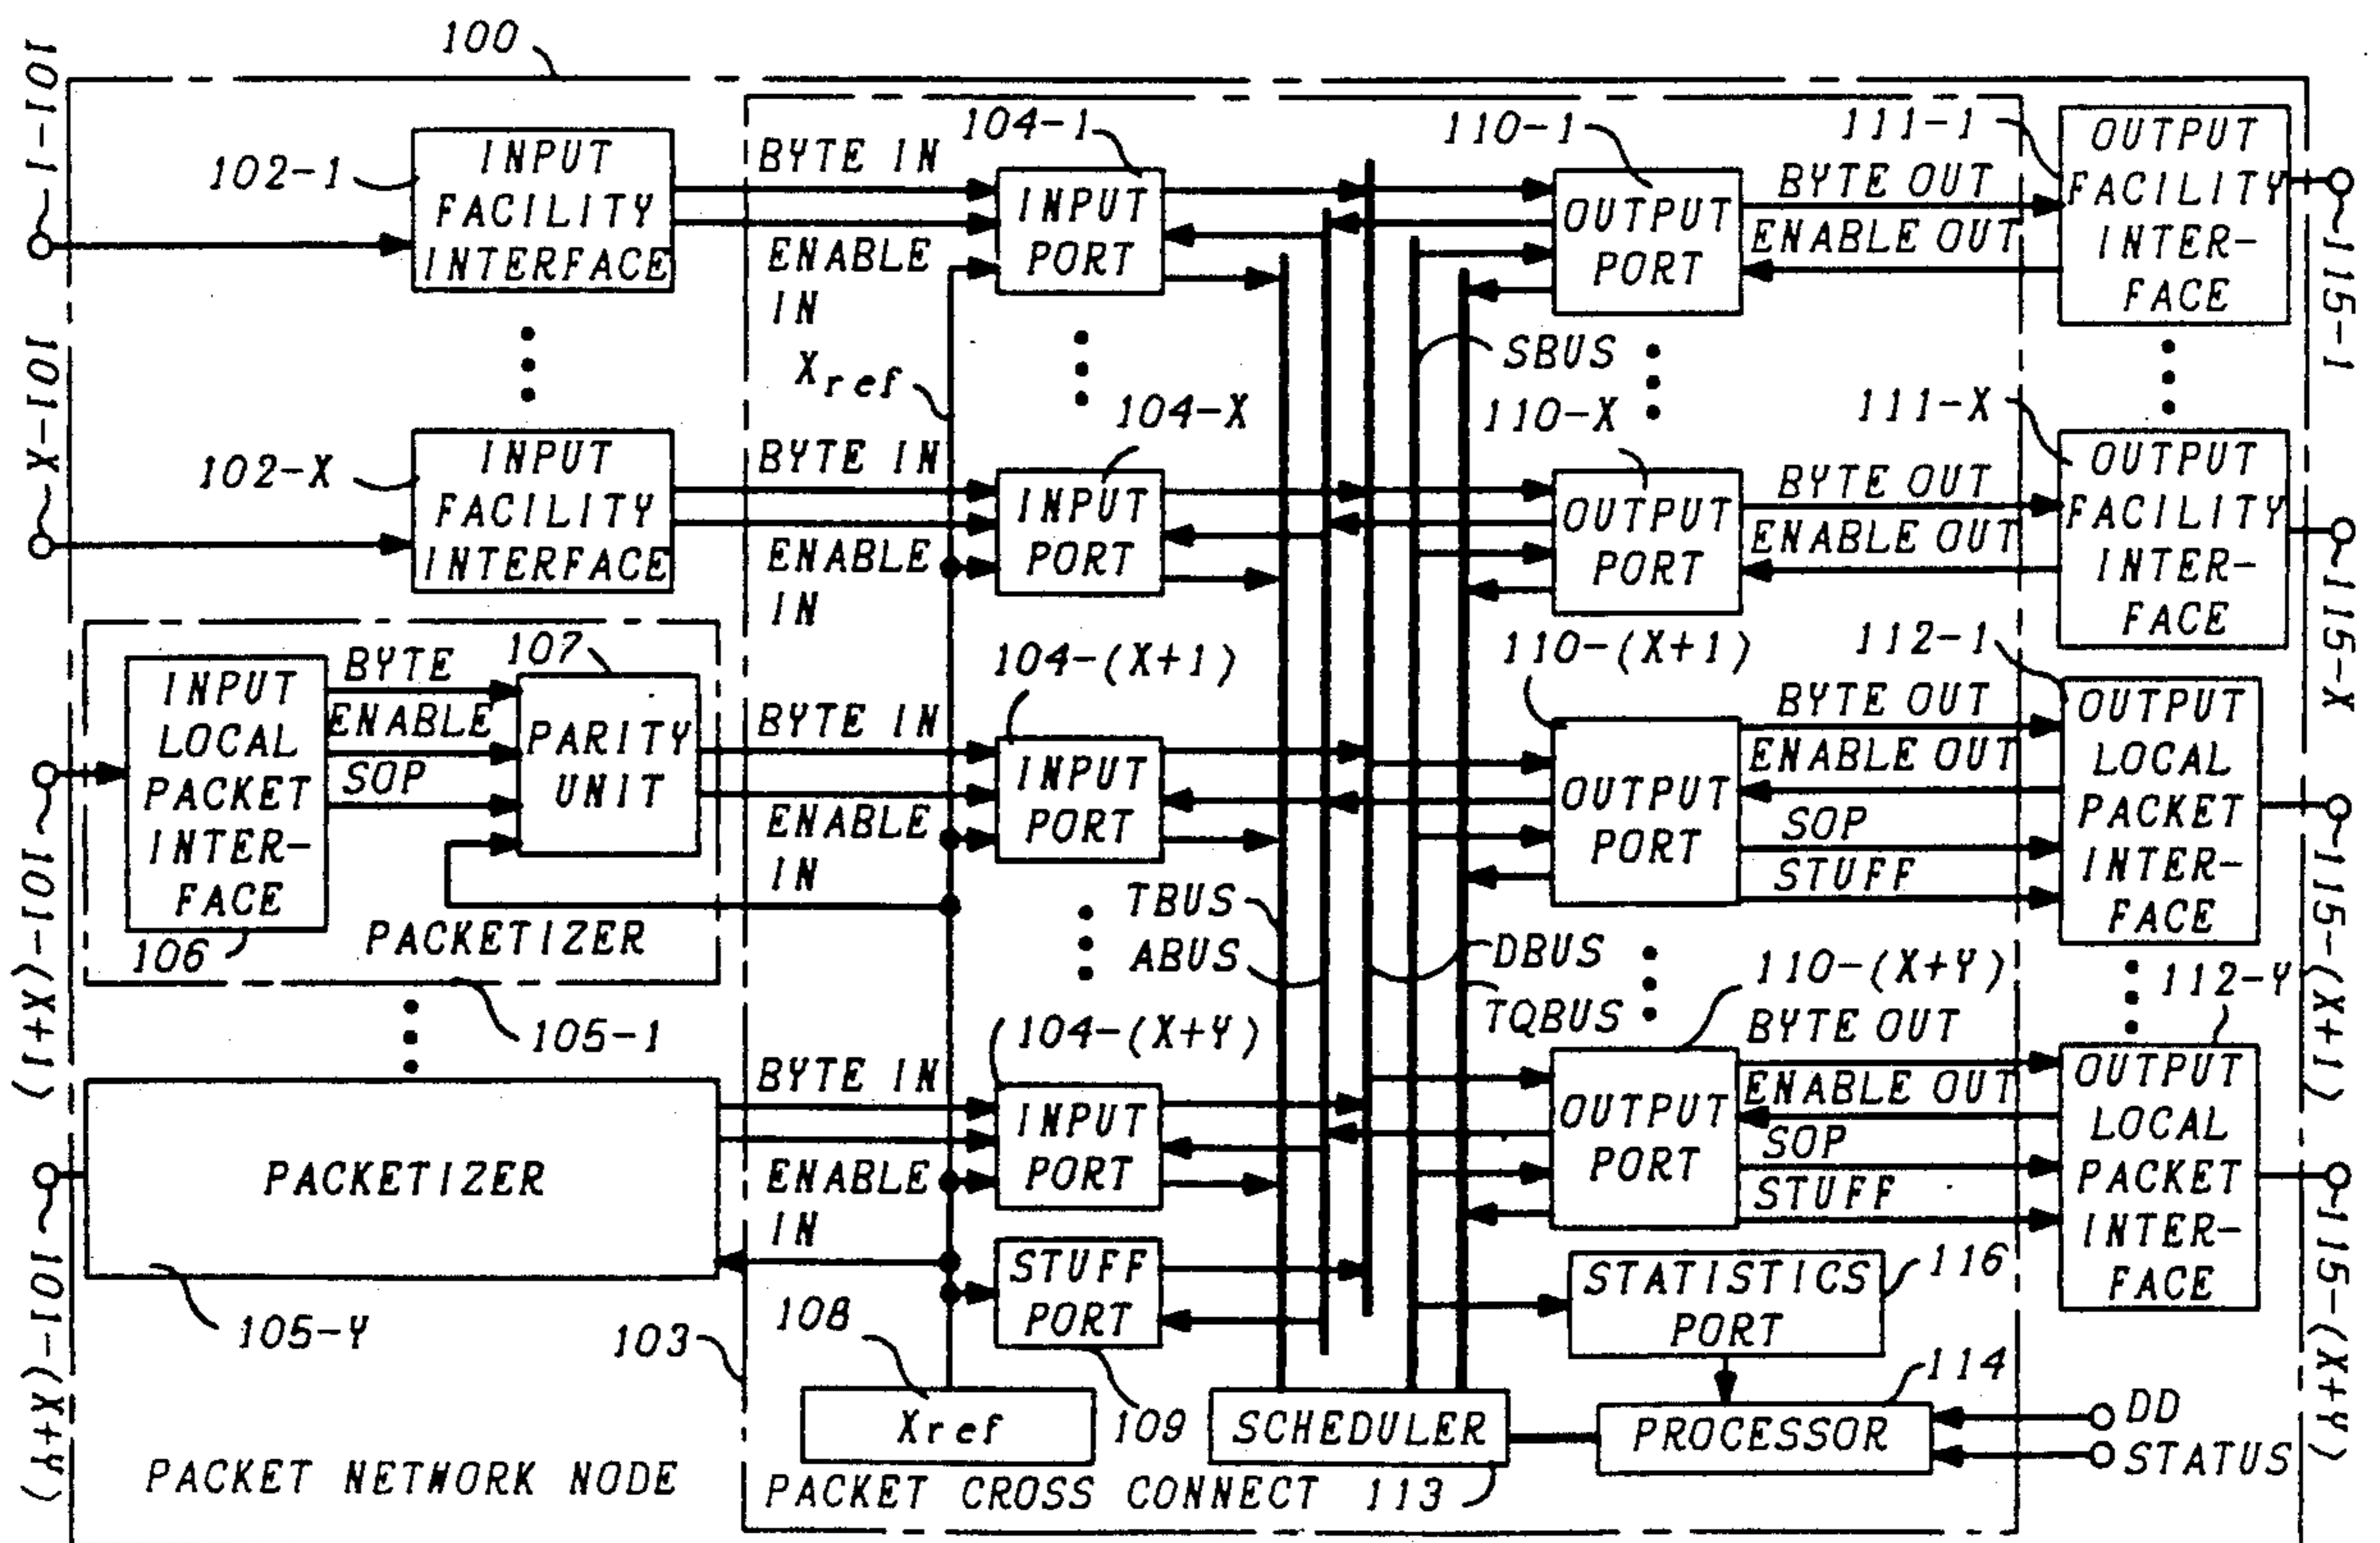 100
101-1
102-1
INPUT
FACILITY
INTERFACE
BYTE IN
ENABLE
IN
104-1
INPUT
PORT
110-1
OUTPUT
PORT
BYTE OUT
ENABLE OUT
111-1
OUTPUT
FACILITY
INTER-
FACE
115-1
Xref
SBUS
101-X
102-X
INPUT
FACILITY
INTERFACE
BYTE IN
ENABLE
IN
104-X
INPUT
PORT
110-X
OUTPUT
PORT
BYTE OUT
ENABLE OUT
111-X
OUTPUT
FACILITY
INTER-
FACE
115-X
101-(X+1)
INPUT
LOCAL
PACKET
INTER-
FACE
106
BYTE
ENABLE
SOP
107
PARITY
UNIT
PACKETIZER
105-1
BYTE IN
ENABLE
IN
104-(X+1)
INPUT
PORT
TBUS
ABUS
DBUS
TQBUS
110-(X+1)
OUTPUT
PORT
BYTE OUT
ENABLE OUT
SOP
STUFF
112-1
OUTPUT
LOCAL
PACKET
INTER-
FACE
115-(X+1)
101-(X+Y)
PACKETIZER
105-Y
BYTE IN
ENABLE
IN
104-(X+Y)
INPUT
PORT
110-(X+Y)
OUTPUT
PORT
BYTE OUT
ENABLE OUT
SOP
STUFF
112-Y
OUTPUT
LOCAL
PACKET
INTER-
FACE
115-(X+Y)
STUFF
PORT
109
STATISTICS
PORT
116
103
108
Xref
SCHEDULER
113
PROCESSOR
114
DD
STATUS
PACKET NETWORK NODE
PACKET CROSS CONNECT